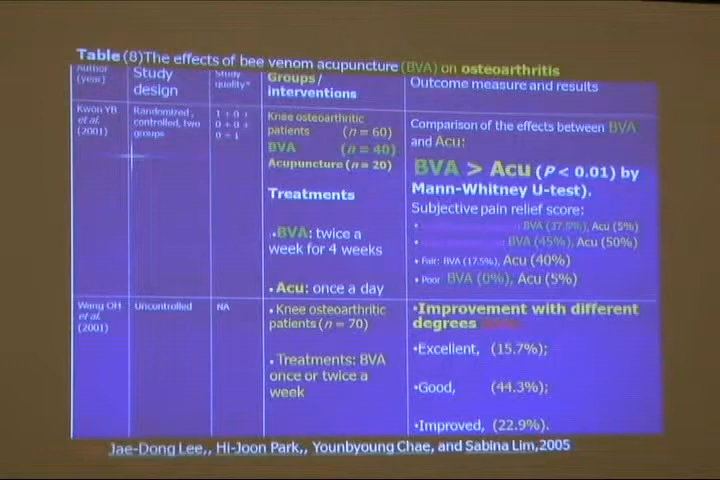 Table (8)The effects of bee venom acupuncture (BVA) on osteoarthritis
Author
(year)
Study
design
Study
quality*
Groups/
interventions
Outcome measure and results
Kwon YB
et al.
(2001)
Randomized,
controlled, two
groups
1 + 0 +
0 + 0 +
0 = 1
Knee osteoarthritic
patients (n = 60)
BVA (n = 40)
Acupuncture (n = 20)
Treatments
•BVA: twice a
week for 4 weeks
• Acu: once a day
Comparison of the effects between BVA
and Acu:
BVA > Acu (P < 0.01) by
Mann-Whitney U-test).
Subjective pain relief score:
• BVA (37.5%), Acu (5%)
• BVA (45%), Acu (50%)
• Fair: BVA (17.5%), Acu (40%)
• Poor BVA (0%), Acu (5%)
Wang OH
et al.
(2001)
Uncontrolled
NA
• Knee osteoarthritic
patients (n = 70)
• Treatments: BVA
once or twice a
week
•Improvement with different
degrees
•Excellent, (15.7%);
•Good, (44.3%);
•Improved, (22.9%).
Jae-Dong Lee,, Hi-Joon Park,, Younbyoung Chae, and Sabina Lim,2005